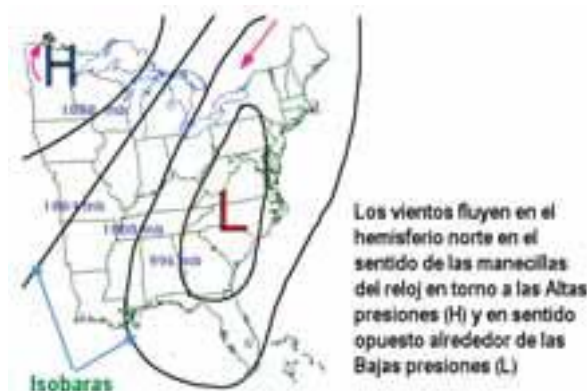 H
L
Los vientos fluyen en el
hemisferio norte en el
sentido de las manecillas
del reloj en torno a las Altas
presiones (H) y en sentido
opuesto alrededor de las
Bajas presiones (L)
Isobaras